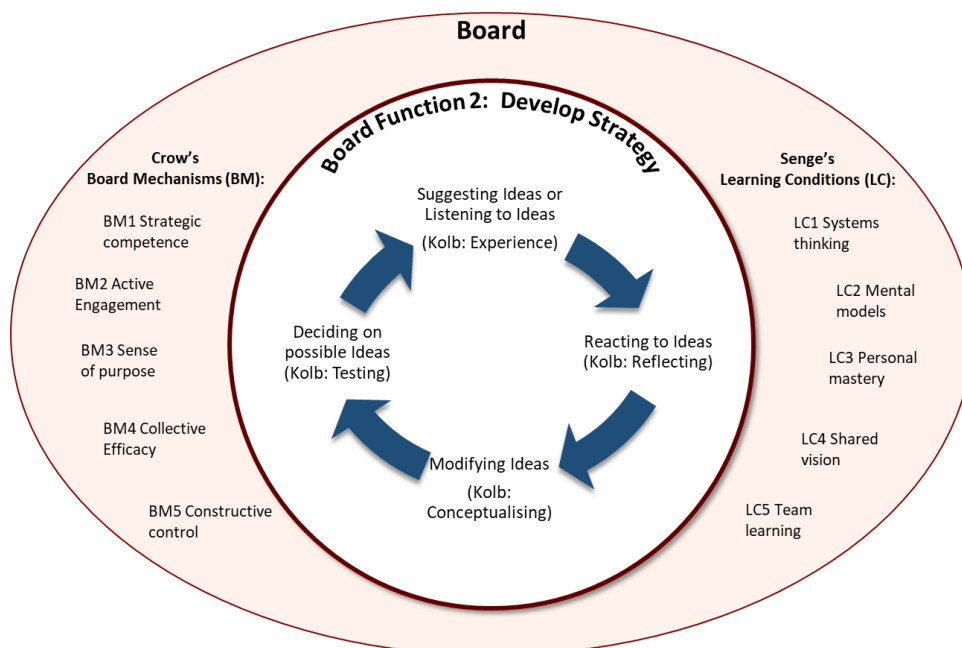 Board
Board Function 2: Develop Strategy
Crow's
Board Mechanisms (BM):
BM1 Strategic
competence
BM2 Active
Engagement
BM3 Sense
of purpose
BM4 Collective
Efficacy
BM5 Constructive
control
Suggesting Ideas or
Listening to Ideas
(Kolb: Experience)
Reacting to Ideas
(Kolb: Reflecting)
Modifying Ideas
(Kolb:
Conceptualising)
Deciding on
possible Ideas
(Kolb: Testing)
Senge's
Learning Conditions (LC):
LC1 Systems
thinking
LC2 Mental
models
LC3 Personal
mastery
LC4 Shared
vision
LC5 Team
learning